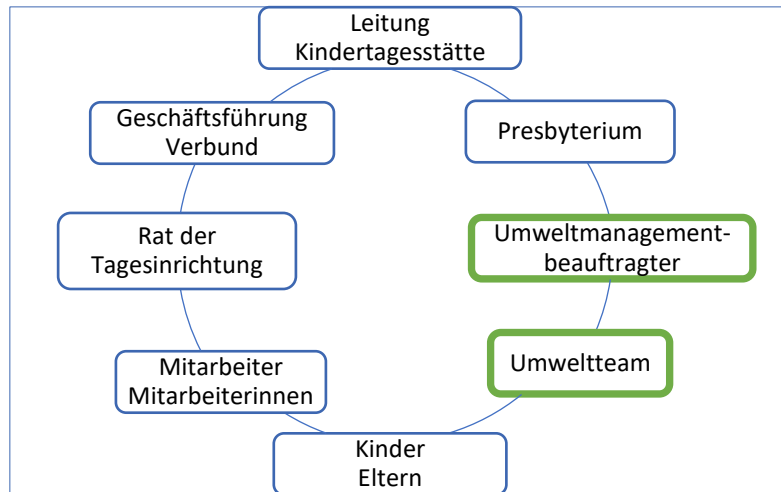 Leitung
Kindertagesstätte
Geschäftsführung
Verbund
Presbyterium
Rat der
Tagesinrichtung
Umweltmanagement-
beauftragter
Mitarbeiter
Mitarbeiterinnen
Umweltteam
Kinder
Eltern